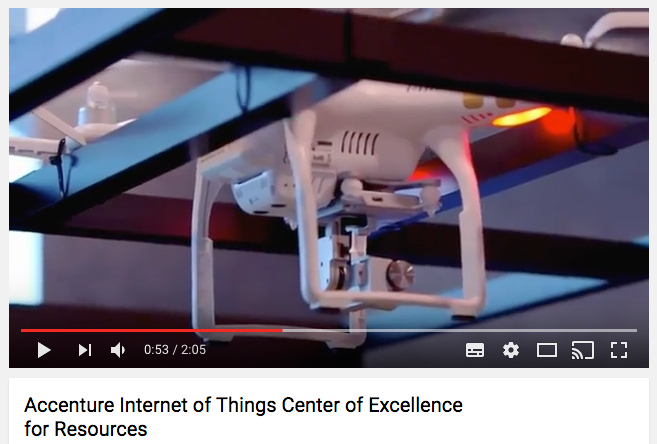 0:53 / 2:05
Accenture Internet of Things Center of Excellence
for Resources